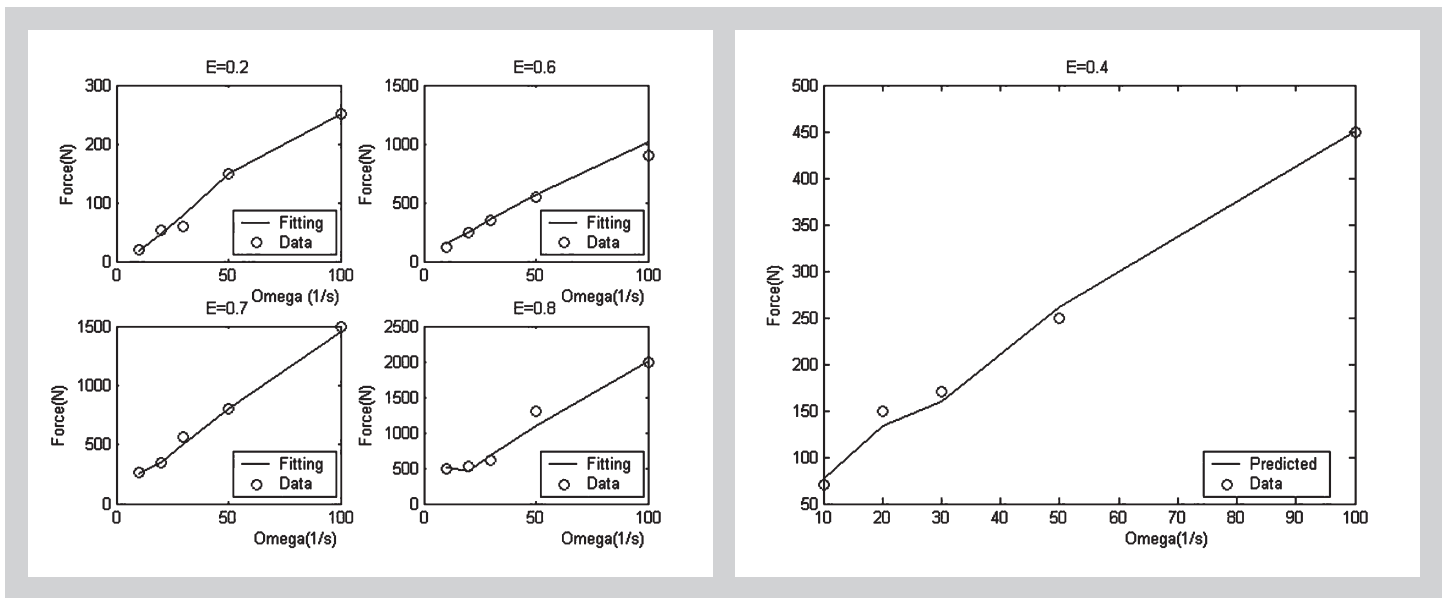 E=0.2
300
200
100
0
Force(N)
Fitting
Data
0 50 100
Omega (1/s)
E=0.6
1500
1000
500
0
Force(N)
Fitting
Data
0 50 100
Omega(1/s)
E=0.7
1500
1000
500
0
Force(N)
Fitting
Data
0 50 100
Omega(1/s)
E=0.8
2500
2000
1500
1000
500
0
Force(N)
Fitting
Data
0 50 100
Omega(1/s)
E=0.4
500
450
400
350
300
250
200
150
100
50
Force(N)
Predicted
Data
10 20 30 40 50 60 70 80 90 100
Omega(1/s)